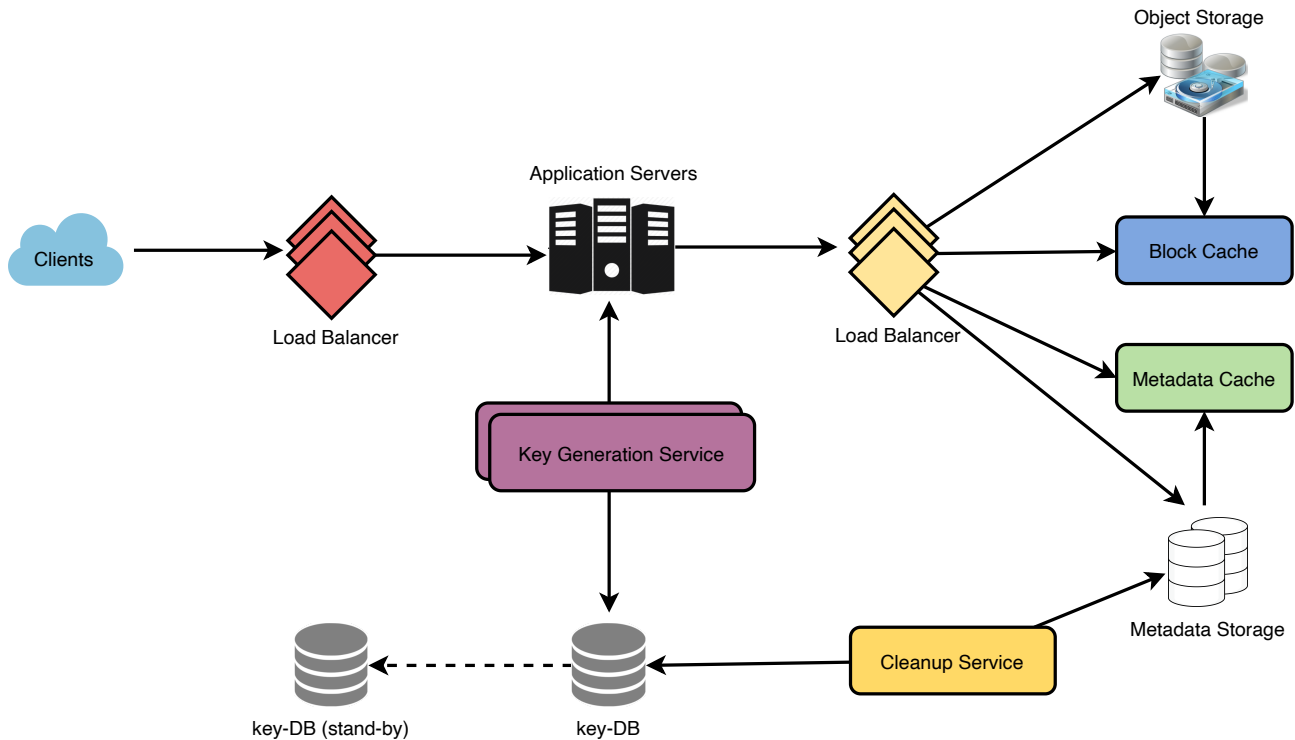 Object Storage
Application Servers
Clients
Block Cache
Load Balancer
Load Balancer
Metadata Cache
Key Generation Service
Metadata Storage
Cleanup Service
key-DB (stand-by)
key-DB